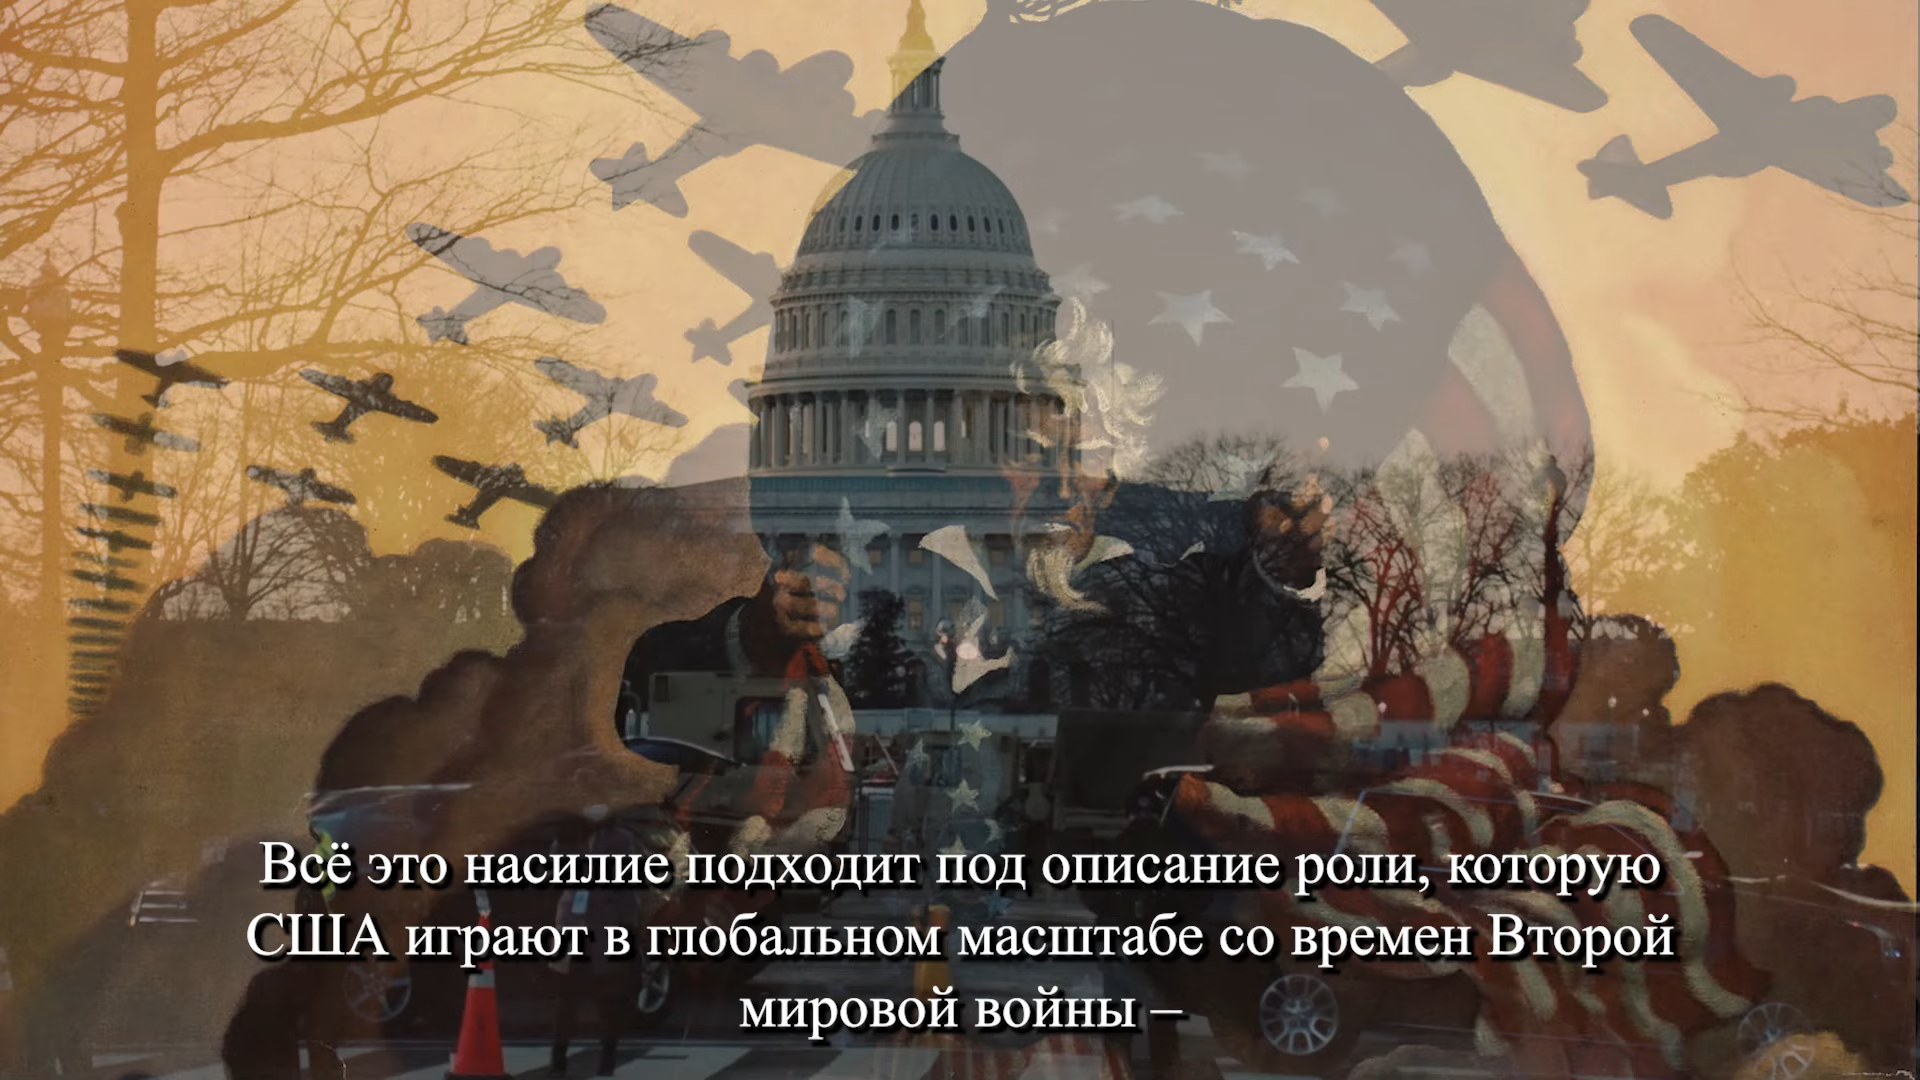 Всё это насилие подходит под описание роли, которую
США играют в глобальном масштабе со времен Второй
мировой войны –